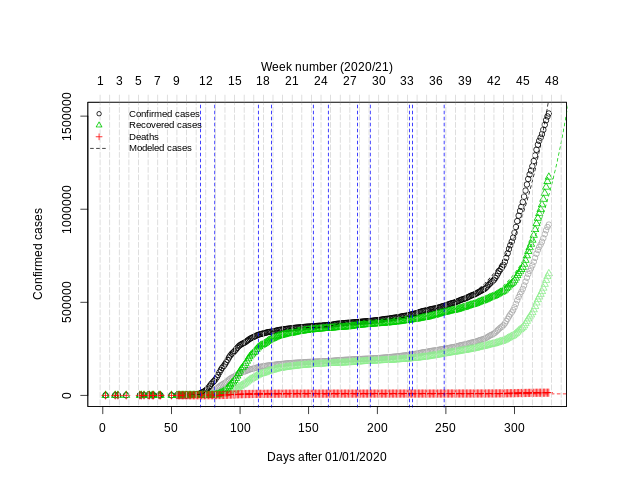 Week number (2020/21)
1 3 5 7 9 12 15 18 21 24 27 30 33 36 39 42 45 48
Confirmed cases
Recovered cases
Deaths
Modeled cases
1500000
1000000
500000
0
Confirmed cases
0 50 100 150 200 250 300
Days after 01/01/2020